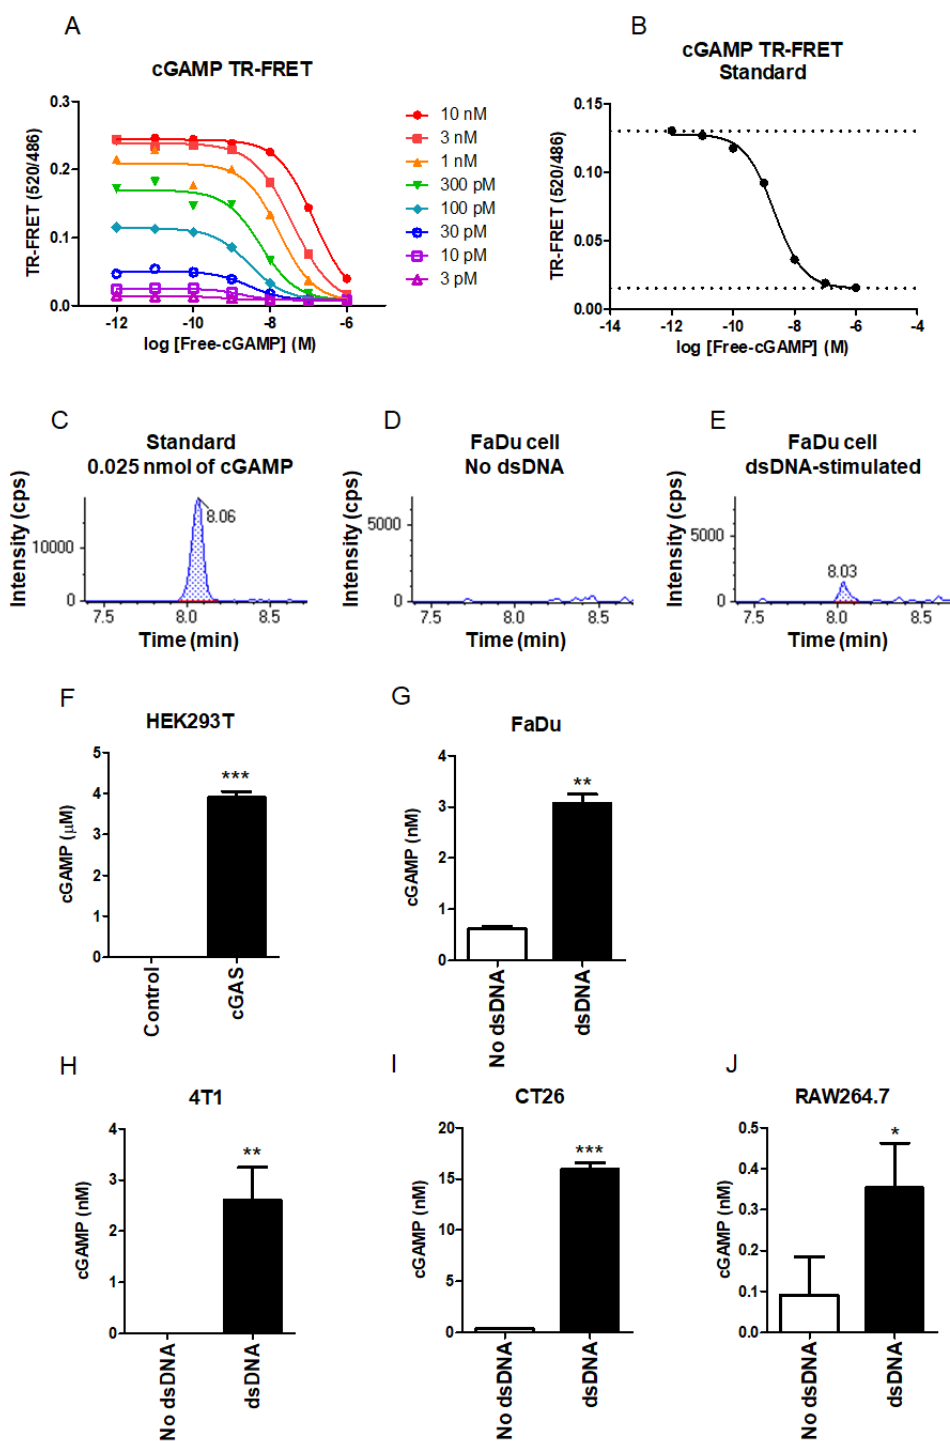 A
cGAMP TR-FRET
0.3
0.2
0.1
0.0
TR-FRET (520/486)
-12 -10 -8 -6
log [Free-cGAMP] (M)
10 nM
3 nM
1 nM
300 pM
100 pM
30 pM
10 pM
3 pM
B
cGAMP TR-FRET
Standard
0.15
0.10
0.05
0.00
TR-FRET (520/486)
-14 -12 -10 -8 -6 -4
log [Free-cGAMP] (M)
C
Standard
0.025 nmol of cGAMP
Intensity (cps)
8.06
10000
0
7.5 8.0 8.5
Time (min)
D
FaDu cell
No dsDNA
Intensity (cps)
5000
0
7.5 8.0 8.5
Time (min)
E
FaDu cell
dsDNA-stimulated
Intensity (cps)
5000
8.03
0
7.5 8.0 8.5
Time (min)
F
HEK293T
5
4
3
2
1
0
cGAMP (μM)
***
Control
cGAS
G
FaDu
4
3
2
1
0
cGAMP (nM)
**
No dsDNA
dsDNA
H
4T1
4
3
2
1
0
cGAMP (nM)
**
No dsDNA
dsDNA
I
CT26
20
15
10
5
0
cGAMP (nM)
***
No dsDNA
dsDNA
J
RAW264.7
0.5
0.4
0.3
0.2
0.1
0.0
cGAMP (nM)
*
No dsDNA
dsDNA